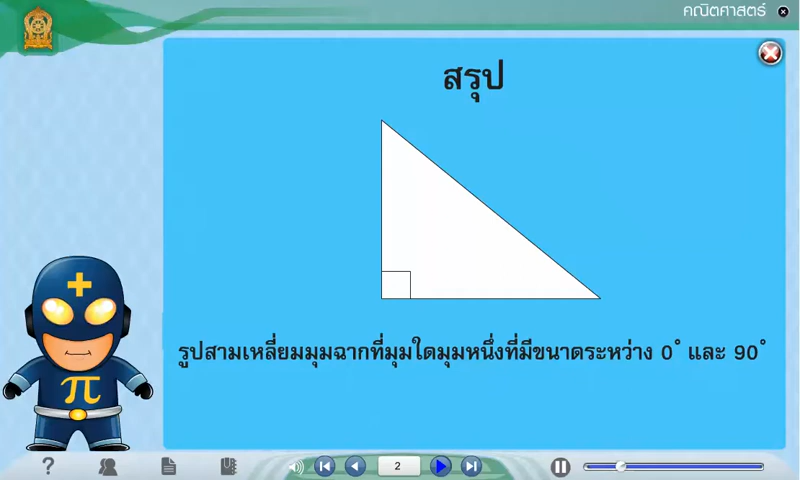 คณิตศาสตร์
สรุป
รูปสามเหลี่ยมมุมฉากที่มุมใดมุมหนึ่งที่มีขนาดระหว่าง 0˚ และ 90˚
+
π
?
2